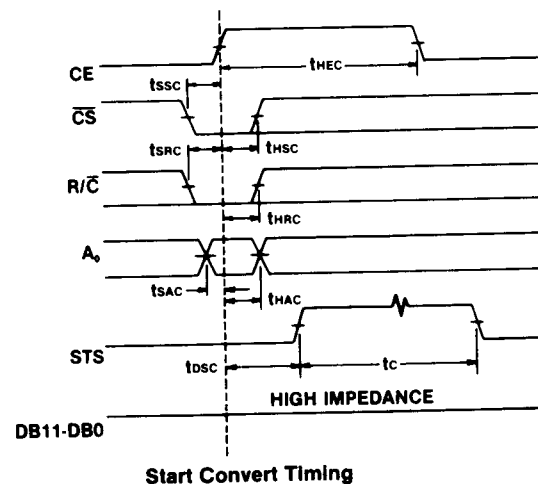 CE
tHEC
tSSC
CS
tSRC
tHSC
R/C
tHRC
A₀
tSAC
tHAC
STS
tDSC
tC
HIGH IMPEDANCE
DB11-DB0
Start Convert Timing